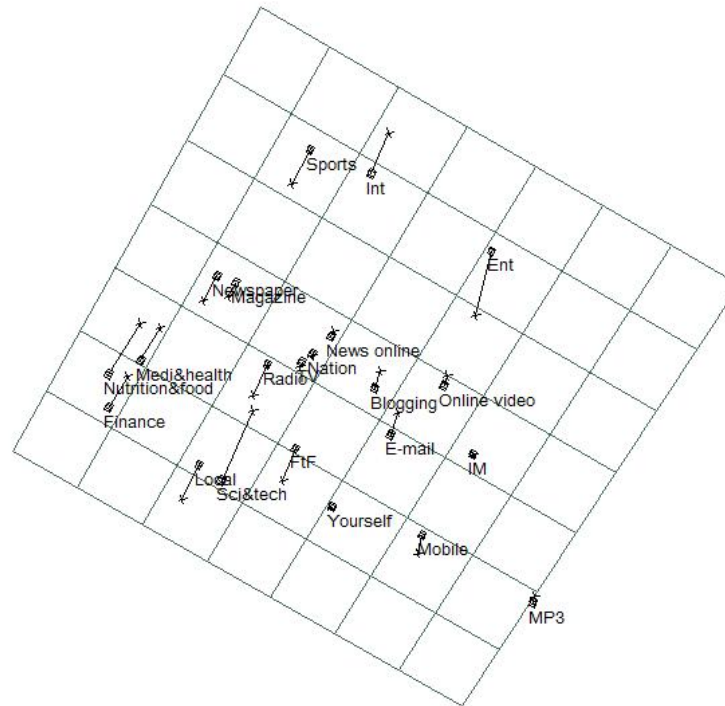 Sports
Int
Ent
Newspaper
Magazine
News online
Nation
TV
Radio
Medi&health
Nutrition&food
Finance
Blogging
Online video
E-mail
IM
FtF
Local
Sci&tech
Yourself
Mobile
MP3